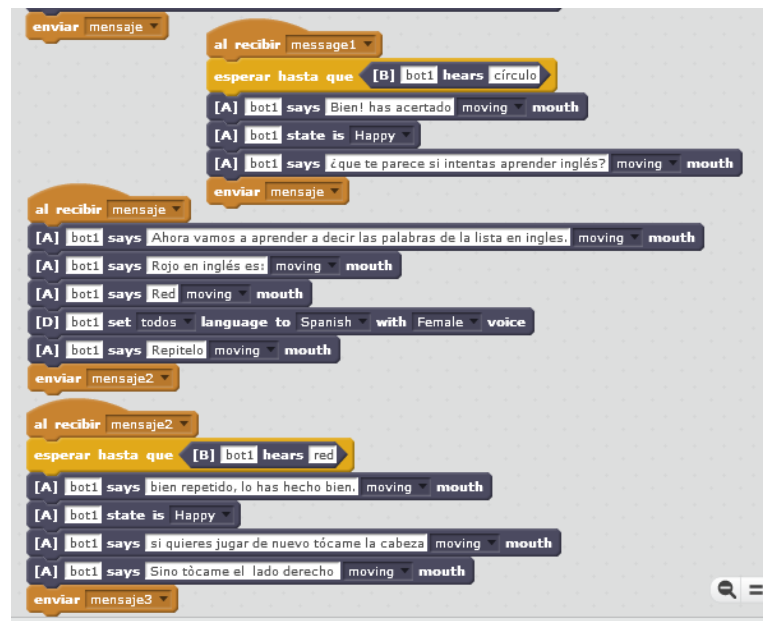 enviar mensaje
al recibir message1
esperar hasta que [B] bot1 hears círculo
[A] bot1 says Bien! has acertado moving mouth
[A] bot1 state is Happy
[A] bot1 says ¿que te parece si intentas aprender inglés? moving mouth
enviar mensaje
al recibir mensaje
[A] bot1 says Ahora vamos a aprender a decir las palabras de la lista en ingles. moving mouth
[A] bot1 says Rojo en inglés es: moving mouth
[A] bot1 says Red moving mouth
[D] bot1 set todos language to Spanish with Female voice
[A] bot1 says Repitelo moving mouth
enviar mensaje2
al recibir mensaje2
esperar hasta que [B] bot1 hears red
[A] bot1 says bien repetido, lo has hecho bien. moving mouth
[A] bot1 state is Happy
[A] bot1 says si quieres jugar de nuevo tócame la cabeza moving mouth
[A] bot1 says Sino tòcame el lado derecho moving mouth
enviar mensaje3